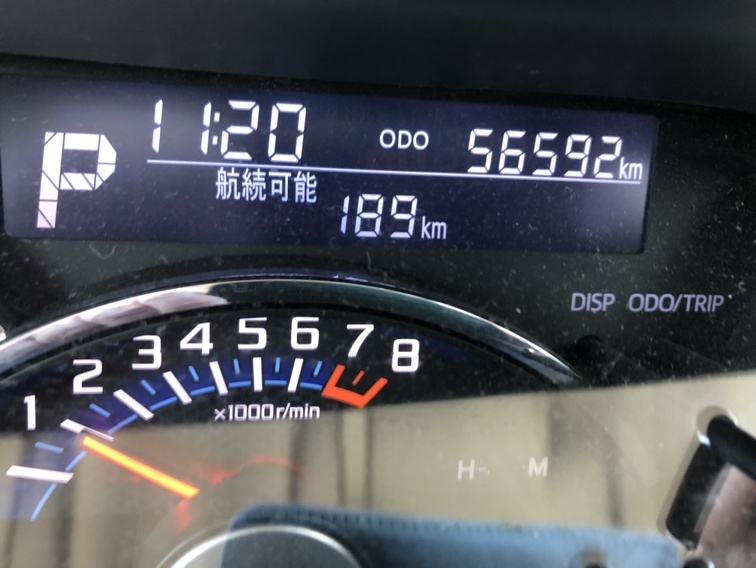 P 11:20 ODO 56592km
航続可能
189km
DISP ODO/TRIP
1 2 3 4 5 6 7 8
×1000r/min
H M